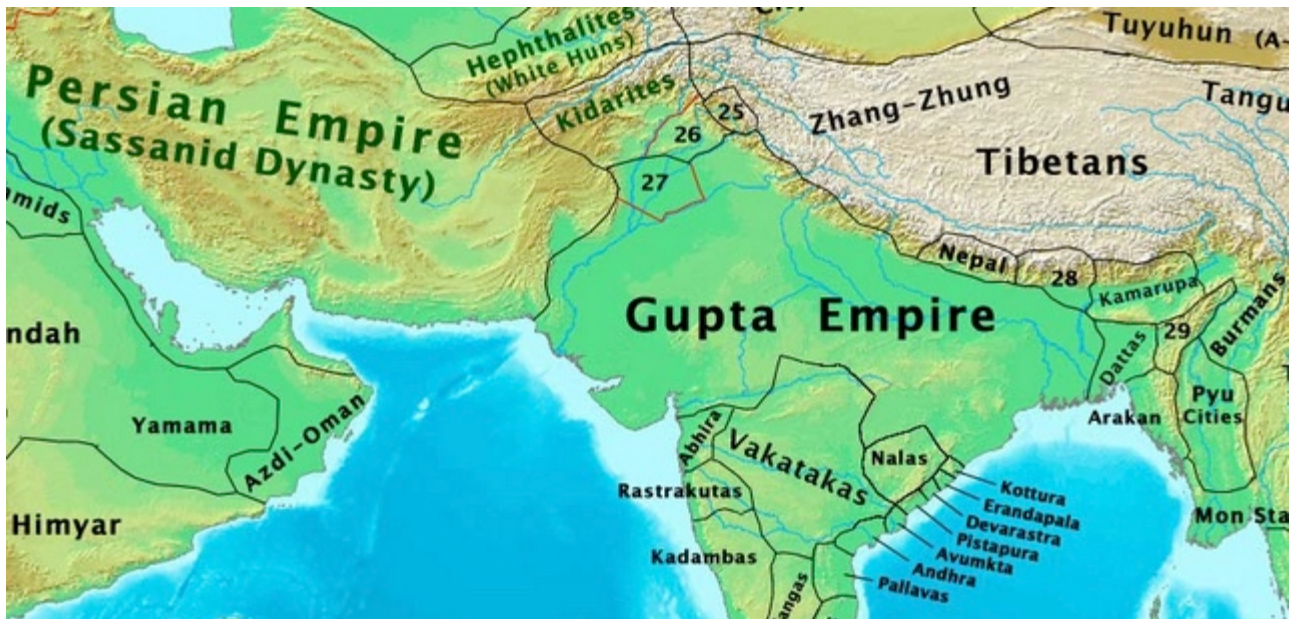 Hephthalites
(White Huns)
Tuyuhun (A-
Persian Empire
(Sassanid Dynasty)
Kidarites
25
26
27
Zhang-Zhung
Tangu
Tibetans
mids
Nepal
28
Kamarupa
29
Burmans
Gupta Empire
Dattas
ndah
Yamama
Azdi-Oman
Himyar
Abhira
Vakatakas
Nalas
Arakan
Pyu
Cities
Rastrakutas
Kadambas
Kottura
Erandapala
Devarastra
Pistapura
Avumkta
Andhra
Pallavas
angas
Mon Sta